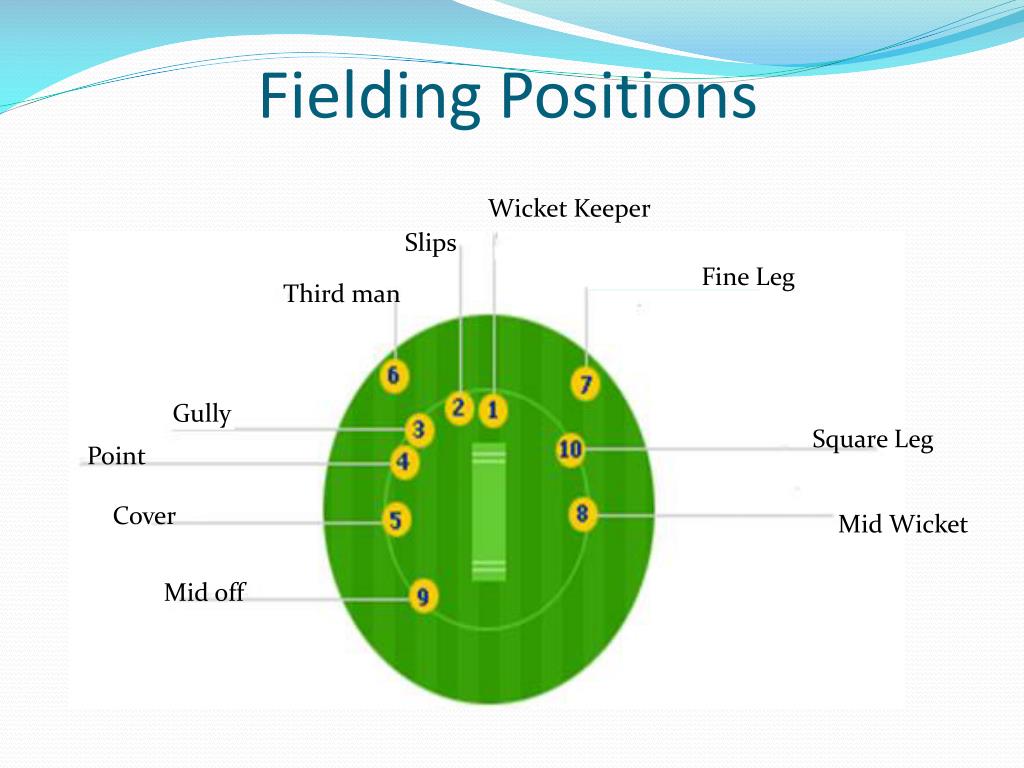 Fielding Positions
Wicket Keeper
Slips
Fine Leg
Third man
6
7
2
1
Gully
3
Square Leg
10
Point
4
Cover
5
8
Mid Wicket
Mid off
9